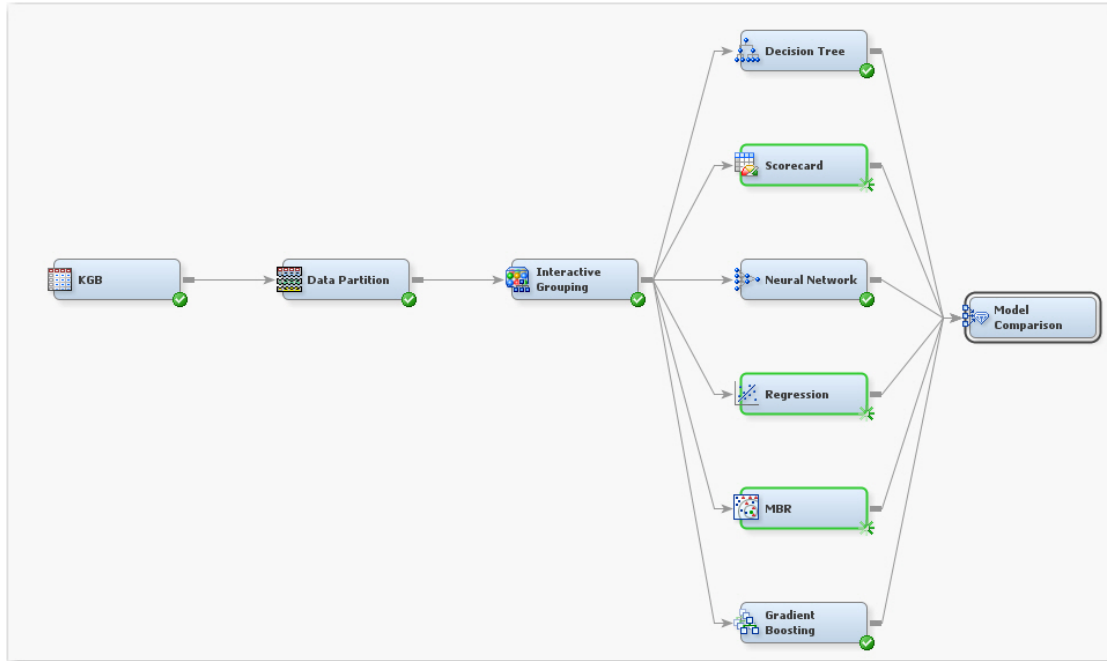 KGB
Data Partition
Interactive
Grouping
Decision Tree
Scorecard
Neural Network
Regression
MBR
Gradient
Boosting
Model
Comparison